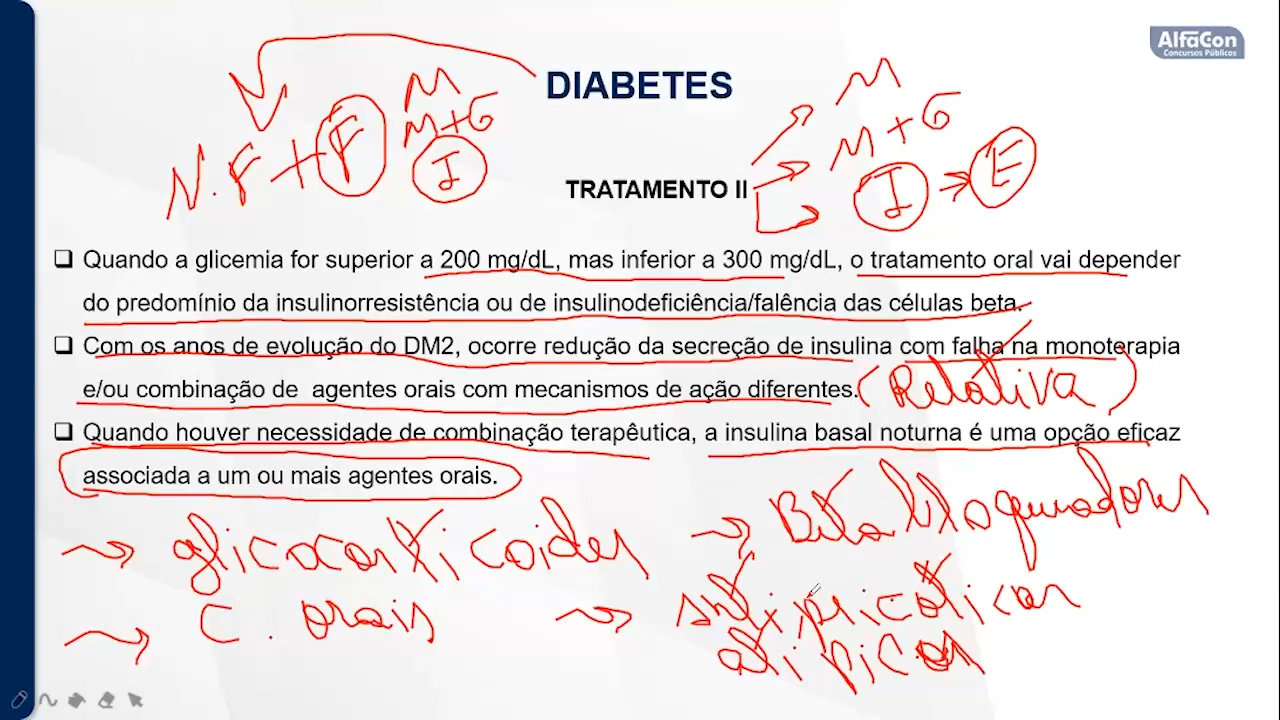 AlfaCon
Concursos Públicos
DIABETES
M
M+G
I
N.F + F
M
M+G
I → E
TRATAMENTO II
Quando a glicemia for superior a 200 mg/dL, mas inferior a 300 mg/dL, o tratamento oral vai depender
do predomínio da insulinorresistência ou de insulinodeficiência/falência das células beta.
Com os anos de evolução do DM2, ocorre redução da secreção de insulina com falha na monoterapia
e/ou combinação de agentes orais com mecanismos de ação diferentes.
(Relativa)
Quando houver necessidade de combinação terapêutica, a insulina basal noturna é uma opção eficaz
associada a um ou mais agentes orais.
→ glicocorticoides
→ Beta bloqueadores
→ C. orais
→ antipsicóticos
atípicos